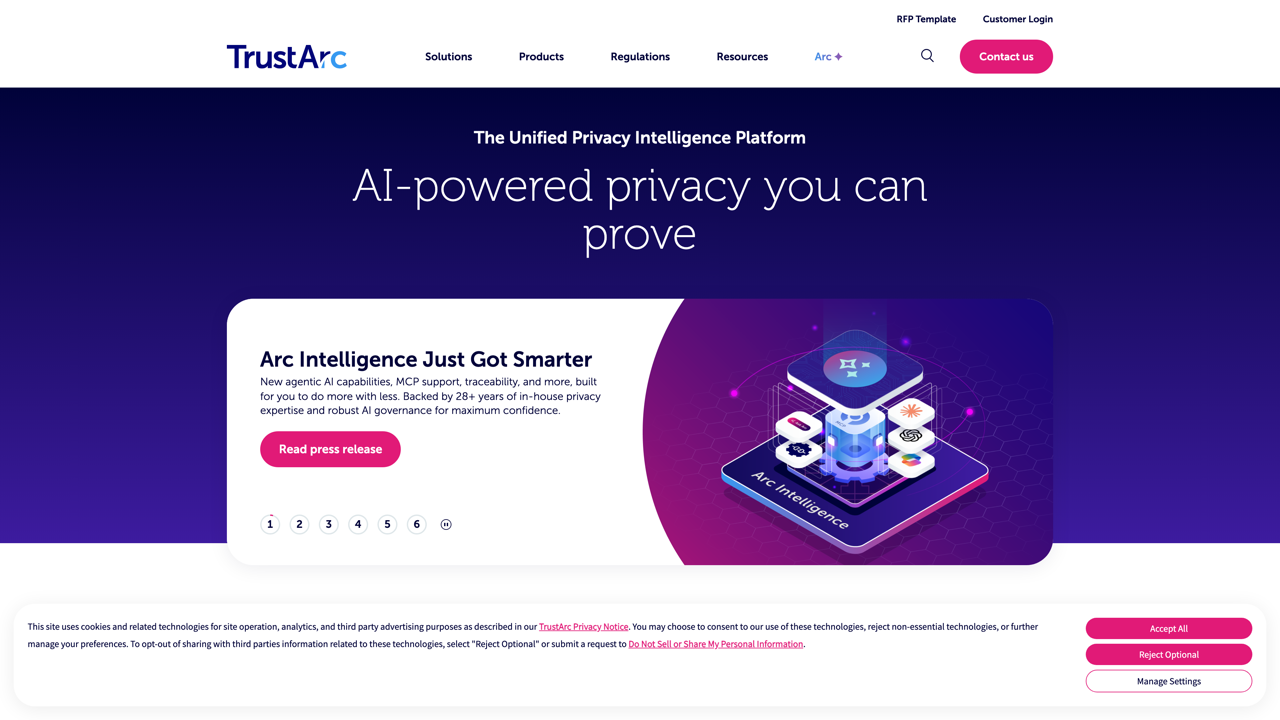 RFP Template
Customer Login
TrustArc
Solutions
Products
Regulations
Resources
Arc
Contact us
The Unified Privacy Intelligence Platform
AI-powered privacy you can
prove
Arc Intelligence Just Got Smarter
New agentic AI capabilities, MCP support, traceability, and more, built
for you to do more with less. Backed by 28+ years of in-house privacy
expertise and robust AI governance for maximum confidence.
Read press release
1
2
3
4
5
6
MCP
Arc Intelligence
This site uses cookies and related technologies for site operation, analytics, and third party advertising purposes as described in our TrustArc Privacy Notice. You may choose to consent to our use of these technologies, reject non-essential technologies, or further
manage your preferences. To opt-out of sharing with third parties information related to these technologies, select "Reject Optional" or submit a request to Do Not Sell or Share My Personal Information.
Accept All
Reject Optional
Manage Settings